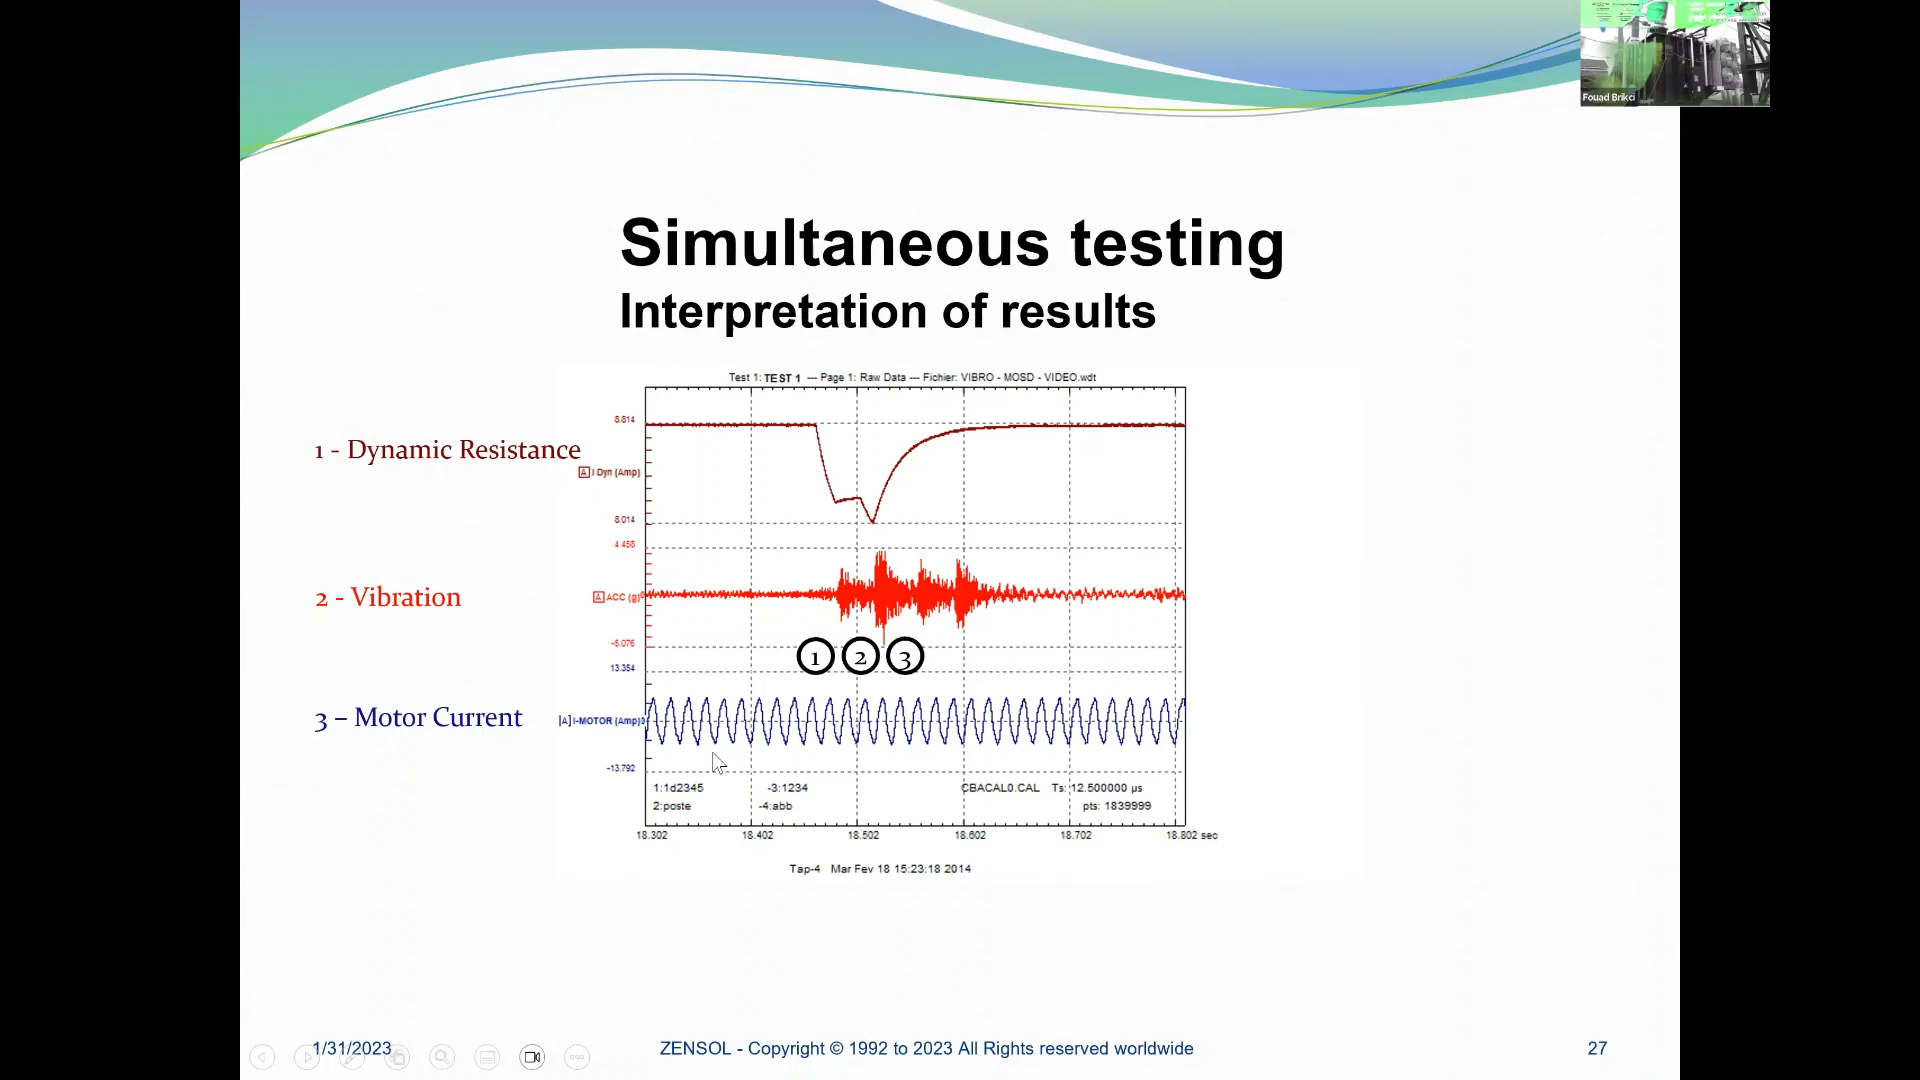 Fouad Brikci
Simultaneous testing
Interpretation of results
Test 1: TEST 1 --- Page 1: Raw Data --- Fichier: VIBRO - MOSD - VIDEO.wdt
8.814
1 - Dynamic Resistance
A I Dyn (Amp)
8.014
4.458
2 - Vibration
A ACC (g)0
-5.076
1 2 3
13.354
3 – Motor Current
A I-MOTOR (Amp)0
-13.792
1:1d2345 -3:1234 CBACAL0.CAL Ts: 12.500000 µs
2:poste -4:abb pts: 1839999
18.302 18.402 18.502 18.602 18.702 18.802 sec
Tap-4 Mar Fev 18 15:23:18 2014
1/31/2023 ZENSOL - Copyright © 1992 to 2023 All Rights reserved worldwide 27